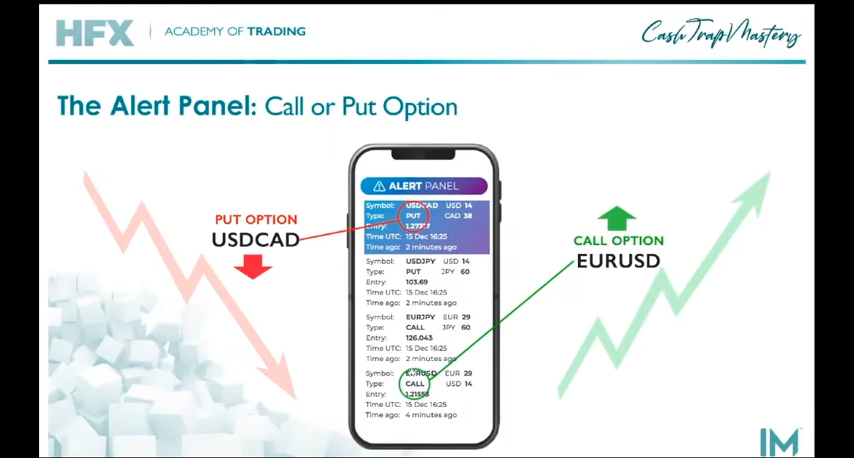 HFX
ACADEMY OF TRADING
CashTrapMastery
The Alert Panel: Call or Put Option
PUT OPTION
USDCAD
ALERT PANEL
Symbol: USDCAD USD 14
Type: PUT CAD 38
Entry:
Time UTC: 15 Dec 16:25
Time ago: 2 minutes ago
Symbol: USDJPY USD 14
Type: PUT JPY 60
Entry: 103.69
Time UTC: 15 Dec 16:25
Time ago: 2 minutes ago
Symbol: EURJPY EUR 29
Type: CALL JPY 60
Entry: 126.043
Time UTC: 15 Dec 16:25
Time ago: 2 minutes ago
Symbol: EURUSD EUR 29
Type: CALL USD 14
Entry: 1.21553
Time UTC: 15 Dec 16:25
Time ago: 4 minutes ago
CALL OPTION
EURUSD
IM